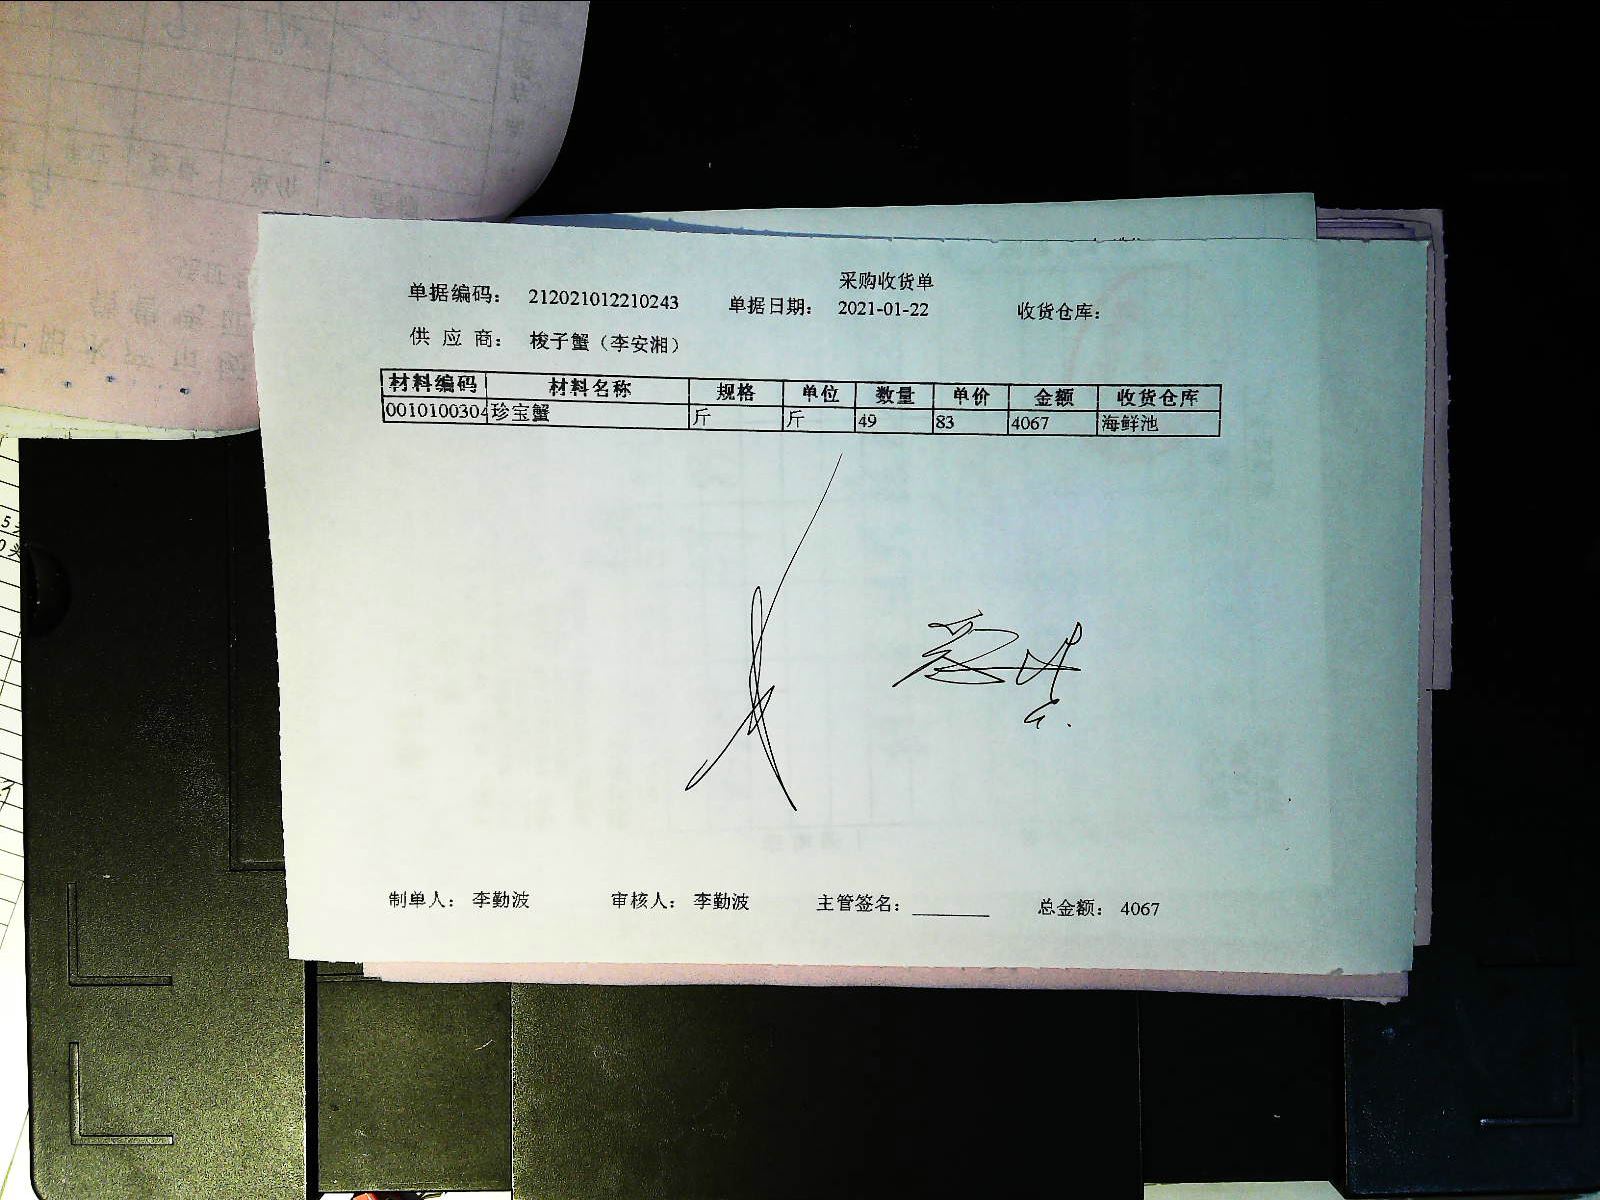 采购收货单
单据编码： 212021012210243 单据日期： 2021-01-22 收货仓库：
供 应 商： 梭子蟹（李安湘）
材料编码 材料名称 规格 单位 数量 单价 金额 收货仓库
0010100304 珍宝蟹 斤 斤 49 83 4067 海鲜池
制单人： 李勤波 审核人： 李勤波 主管签名： 总金额： 4067